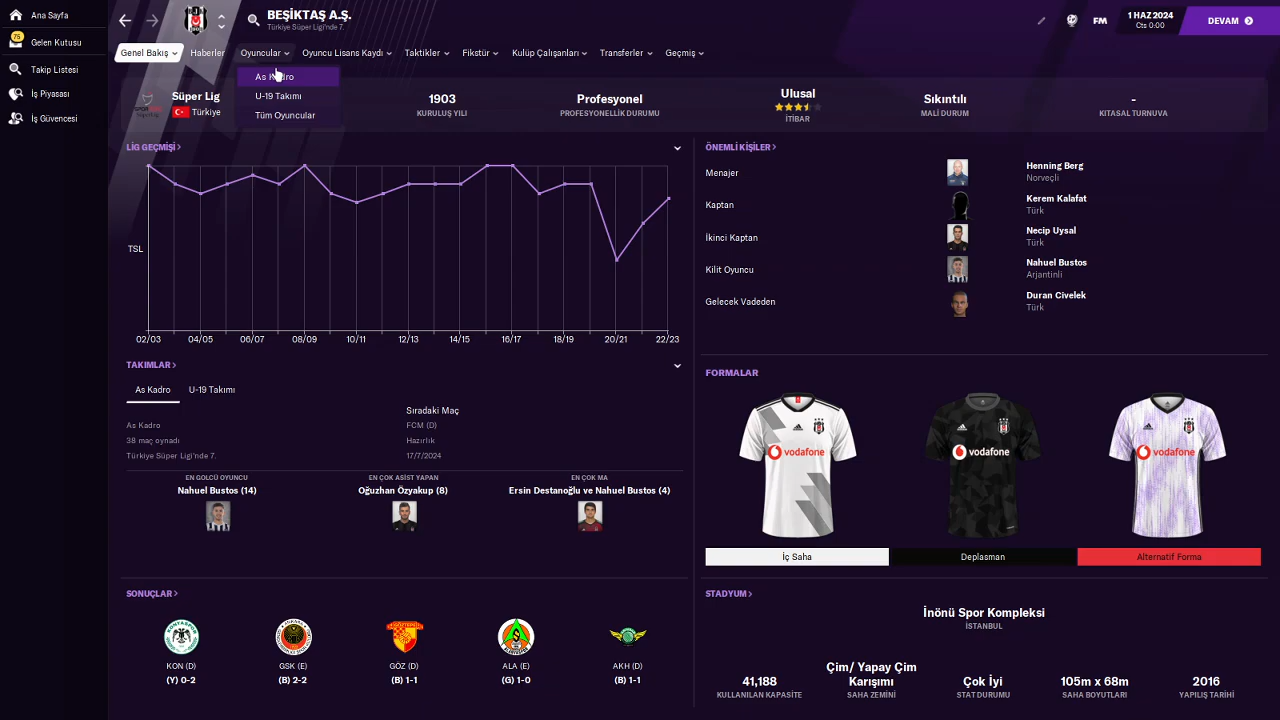 Ana Sayfa
75
Gelen Kutusu
Takip Listesi
İş Piyasası
İş Güvencesi
BEŞİKTAŞ A.Ş.
Türkiye Süper Ligi'nde 7.
FM
1 HAZ 2024
Cts 0:00
DEVAM
Genel Bakış
Haberler
Oyuncular
Oyuncu Lisans Kaydı
Taktikler
Fikstür
Kulüp Çalışanları
Transferler
Geçmiş
As Kadro
U-19 Takımı
Tüm Oyuncular
Süper Lig
Türkiye
1903
KURULUŞ YILI
Profesyonel
PROFESYONELLİK DURUMU
Ulusal
İTİBAR
Sıkıntılı
MALİ DURUM
-
KITASAL TURNUVA
LİG GEÇMİŞİ
TSL
02/03 04/05 06/07 08/09 10/11 12/13 14/15 16/17 18/19 20/21 22/23
ÖNEMLİ KİŞİLER
Menajer
Henning Berg
Norveçli
Kaptan
Kerem Kalafat
Türk
İkinci Kaptan
Necip Uysal
Türk
Kilit Oyuncu
Nahuel Bustos
Arjantinli
Gelecek Vadeden
Duran Civelek
Türk
TAKIMLAR
As Kadro U-19 Takımı
Sıradaki Maç
As Kadro
FCM (D)
38 maç oynadı
Hazırlık
Türkiye Süper Ligi'nde 7.
17/7/2024
EN GOLCÜ OYUNCU
Nahuel Bustos (14)
EN ÇOK ASİST YAPAN
Oğuzhan Özyakup (8)
EN ÇOK MA
Ersin Destanoğlu ve Nahuel Bustos (4)
FORMALAR
vodafone
vodafone
vodafone
İç Saha
Deplasman
Alternatif Forma
SONUÇLAR
KON (D)
(Y) 0-2
GSK (E)
(B) 2-2
GÖZ (D)
(B) 1-1
ALA (E)
(G) 1-0
AKH (D)
(B) 1-1
STADYUM
İnönü Spor Kompleksi
İSTANBUL
41,188
KULLANILAN KAPASİTE
Çim/ Yapay Çim
Karışımı
SAHA ZEMİNİ
Çok İyi
STAT DURUMU
105m x 68m
SAHA BOYUTLARI
2016
YAPILIŞ TARİHİ